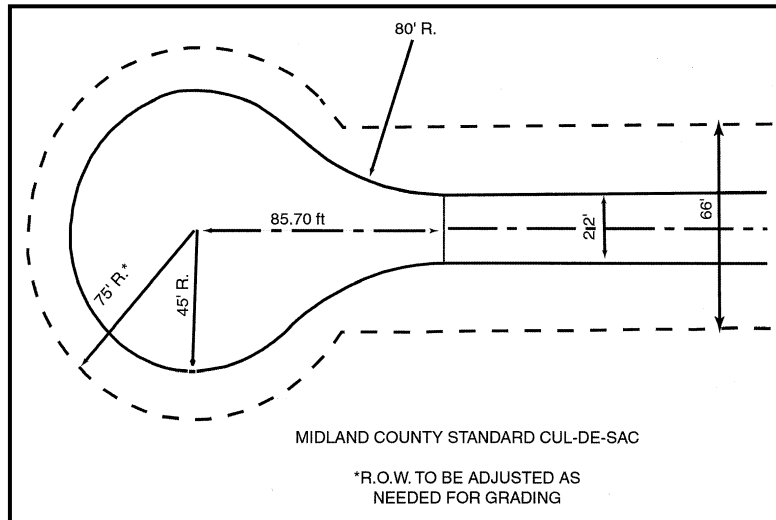 80' R.
85.70 ft
22'
66'
75' R.*
45' R.
MIDLAND COUNTY STANDARD CUL-DE-SAC
*R.O.W. TO BE ADJUSTED AS
NEEDED FOR GRADING